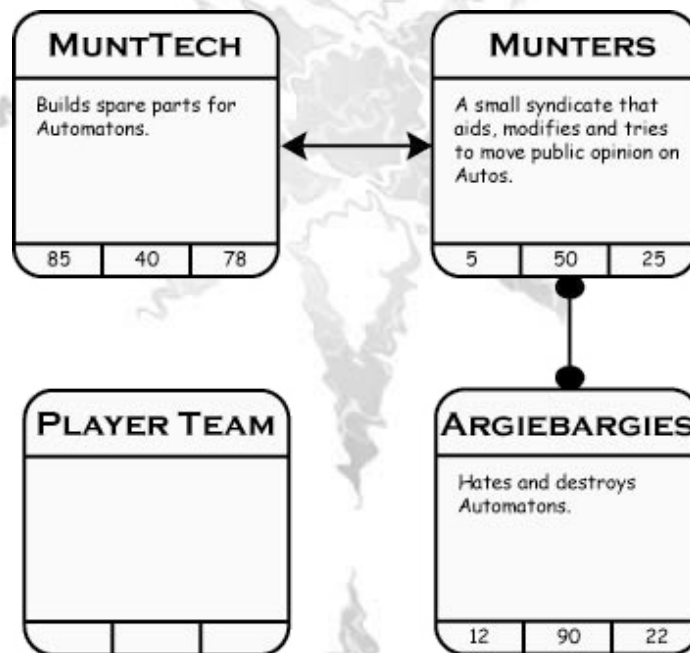 MUNTTECH
Builds spare parts for
Automatons.
85 40 78
MUNTERS
A small syndicate that
aids, modifies and tries
to move public opinion on
Autos.
5 50 25
PLAYER TEAM
ARGIEBARGIES
Hates and destroys
Automatons.
12 90 22